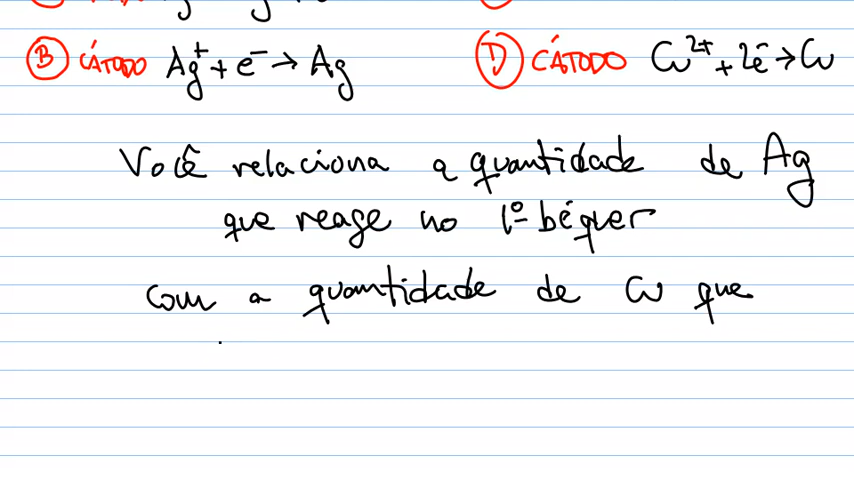 B CÁTODO Ag⁺ + e⁻ → Ag
D CÁTODO Cu²⁺ + 2e⁻ → Cu
Você relaciona a quantidade de Ag
que reage no 1º béquer
com a quantidade de Cu que